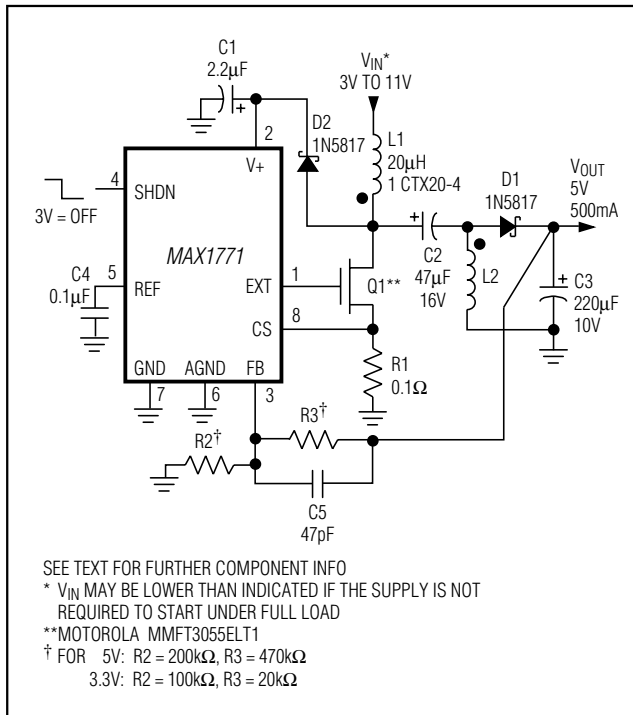 C1
2.2µF
+
2
V+
D2
1N5817
VIN*
3V TO 11V
L1
20µH
1 CTX20-4
D1
1N5817
VOUT
5V
500mA
4
SHDN
3V = OFF
MAX1771
C4
0.1µF
5
REF
EXT
1
Q1**
+
C2
47µF
16V
L2
+
C3
220µF
10V
CS
8
R1
0.1Ω
GND
AGND
FB
7
6
3
R3†
R2†
C5
47pF
SEE TEXT FOR FURTHER COMPONENT INFO
* VIN MAY BE LOWER THAN INDICATED IF THE SUPPLY IS NOT
REQUIRED TO START UNDER FULL LOAD
**MOTOROLA MMFT3055ELT1
† FOR 5V: R2 = 200kΩ, R3 = 470kΩ
3.3V: R2 = 100kΩ, R3 = 20kΩ